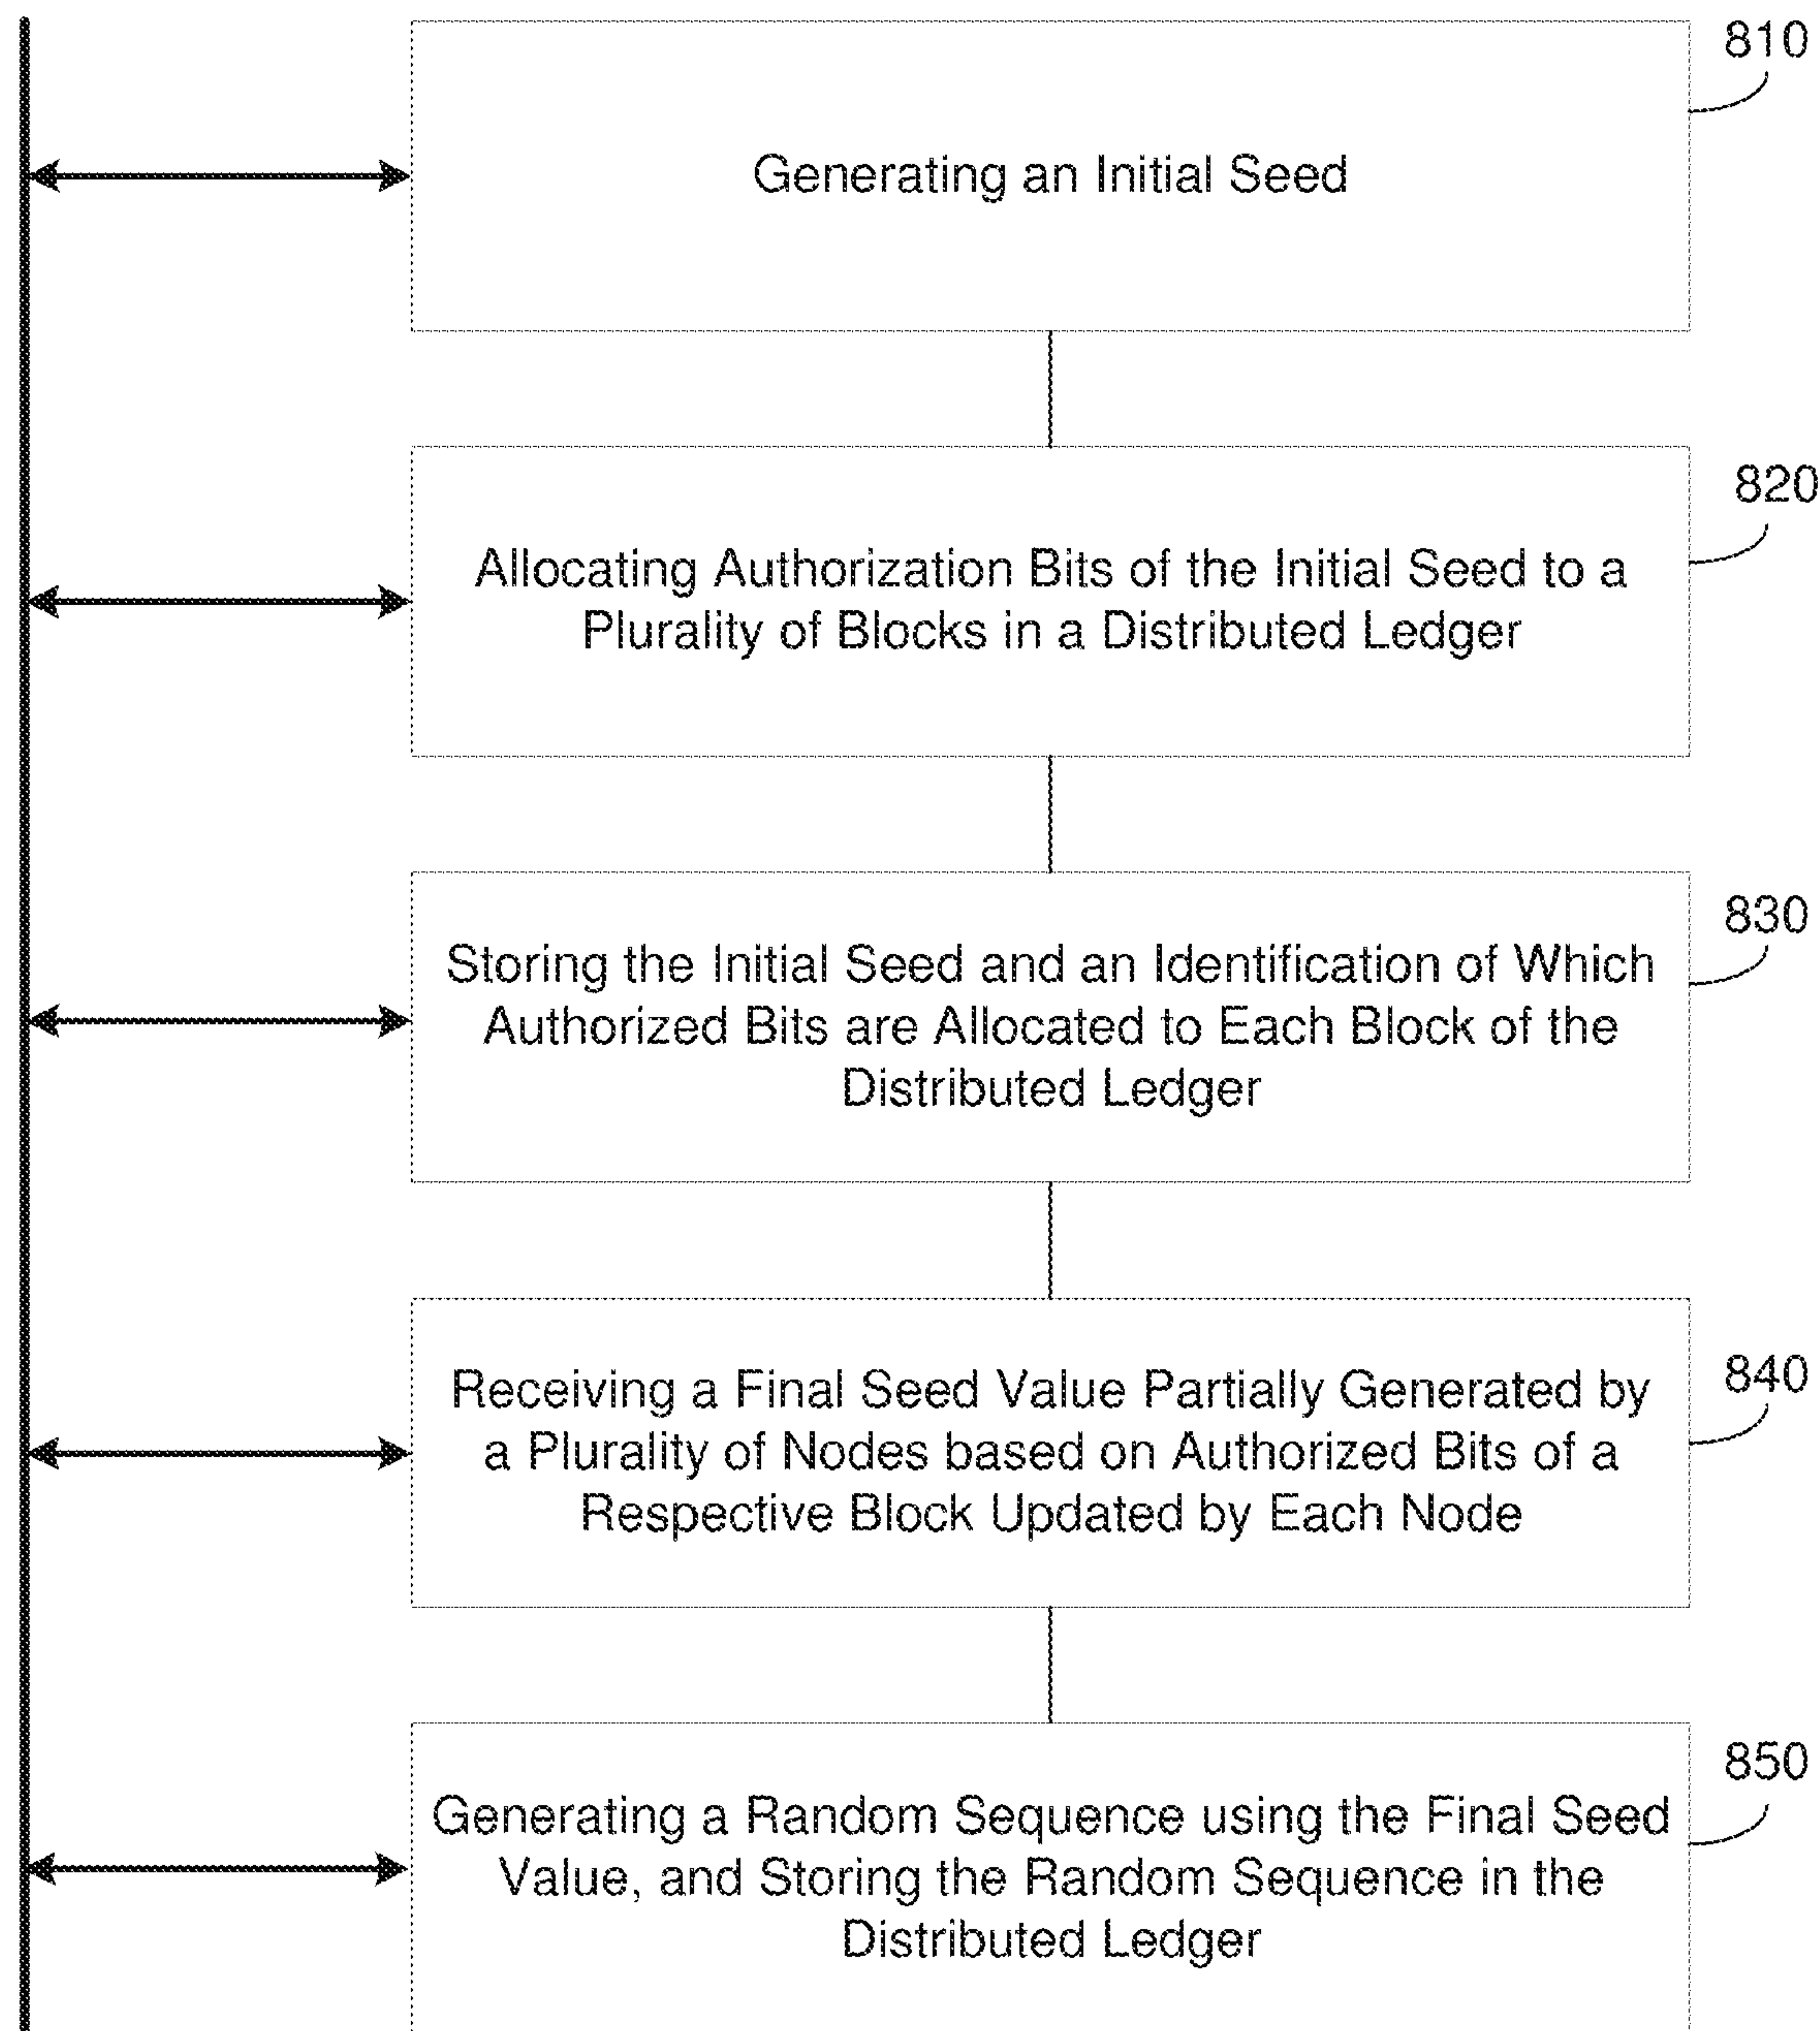 810
Generating an Initial Seed
820
Allocating Authorization Bits of the Initial Seed to a
Plurality of Blocks in a Distributed Ledger
830
Storing the Initial Seed and an Identification of Which
Authorized Bits are Allocated to Each Block of the
Distributed Ledger
840
Receiving a Final Seed Value Partially Generated by
a Plurality of Nodes based on Authorized Bits of a
Respective Block Updated by Each Node
850
Generating a Random Sequence using the Final Seed
Value, and Storing the Random Sequence in the
Distributed Ledger